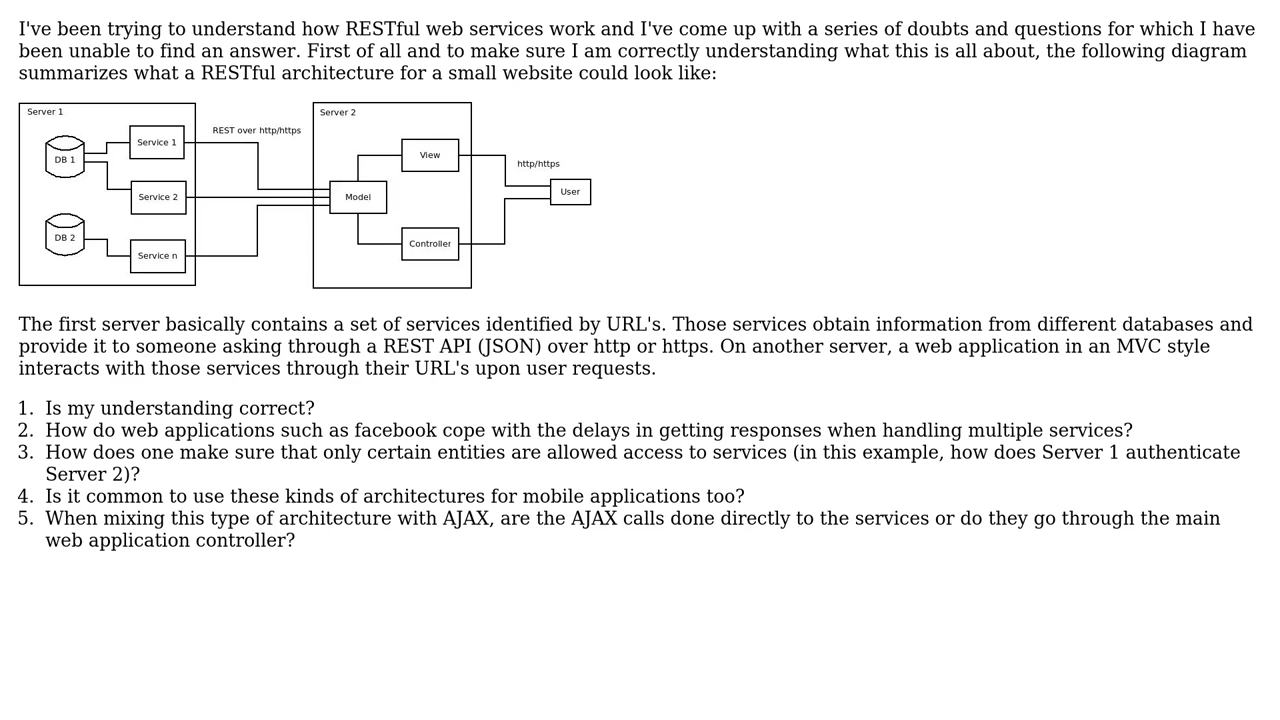 I've been trying to understand how RESTful web services work and I've come up with a series of doubts and questions for which I have
been unable to find an answer. First of all and to make sure I am correctly understanding what this is all about, the following diagram
summarizes what a RESTful architecture for a small website could look like:
Server 1
Server 2
REST over http/https
Service 1
View
DB 1
http/https
User
Service 2
Model
DB 2
Controller
Service n
The first server basically contains a set of services identified by URL's. Those services obtain information from different databases and
provide it to someone asking through a REST API (JSON) over http or https. On another server, a web application in an MVC style
interacts with those services through their URL's upon user requests.
1. Is my understanding correct?
2. How do web applications such as facebook cope with the delays in getting responses when handling multiple services?
3. How does one make sure that only certain entities are allowed access to services (in this example, how does Server 1 authenticate
Server 2)?
4. Is it common to use these kinds of architectures for mobile applications too?
5. When mixing this type of architecture with AJAX, are the AJAX calls done directly to the services or do they go through the main
web application controller?